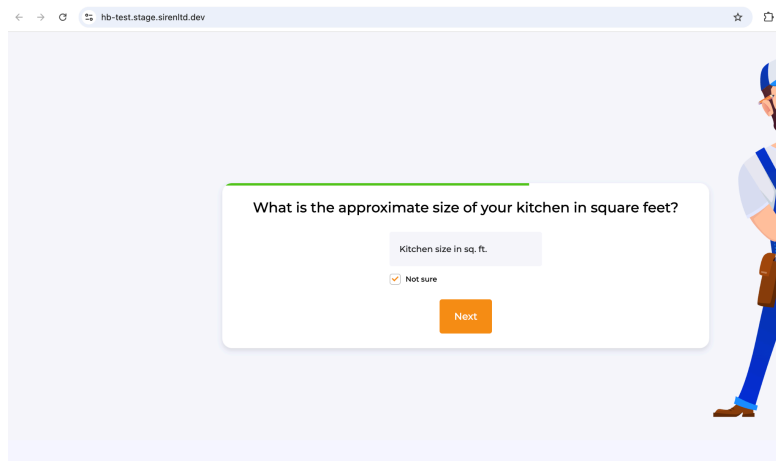 hb-test.stage.sirenltd.dev
What is the approximate size of your kitchen in square feet?
Kitchen size in sq. ft.
Not sure
Next